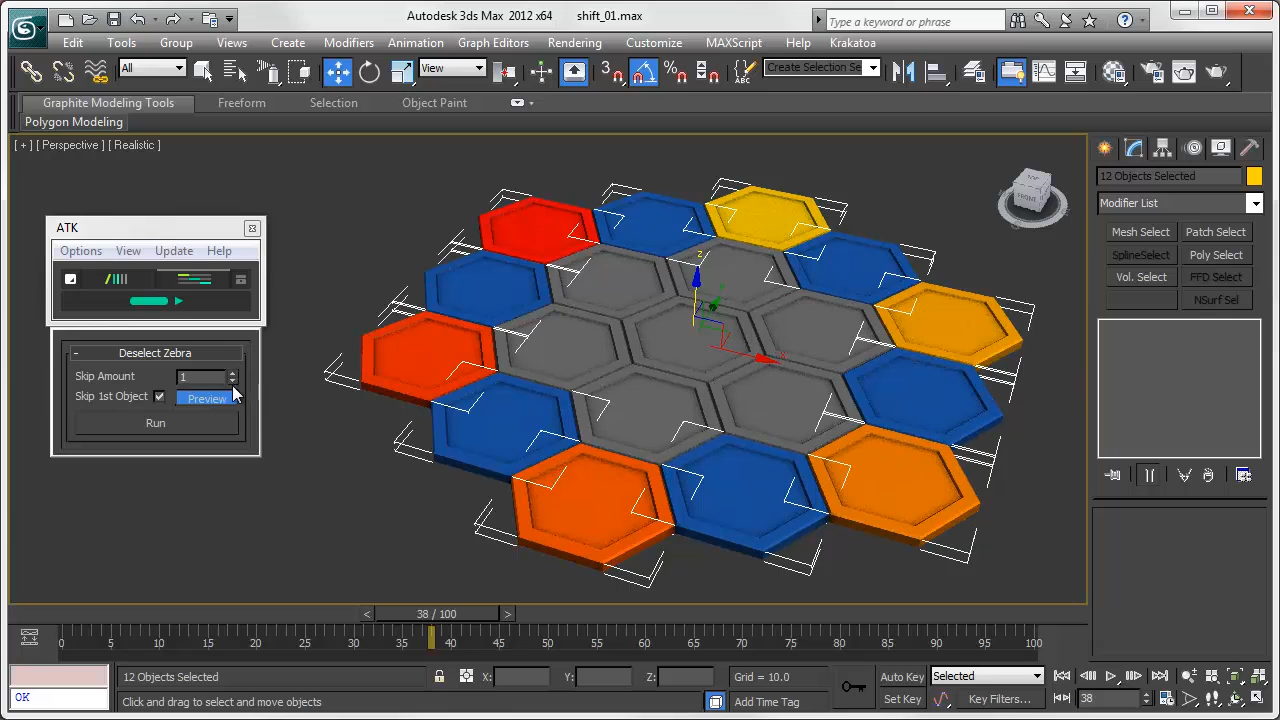 Autodesk 3ds Max 2012 x64 shift_01.max
Type a keyword or phrase
Edit Tools Group Views Create Modifiers Animation Graph Editors Rendering Customize MAXScript Help Krakatoa
All View 3 Create Selection Se
Graphite Modeling Tools Freeform Selection Object Paint
Polygon Modeling
[ + ] [ Perspective ] [ Realistic ]
TOP
FRONT
12 Objects Selected
Modifier List
Mesh Select Patch Select
SplineSelect Poly Select
Vol. Select FFD Select
NSurf Sel
ATK
Options View Update Help
- Deselect Zebra
Skip Amount 1
Skip 1st Object Preview
Run
z
x
< 38 / 100 >
0 5 10 15 20 25 30 35 40 45 50 55 60 65 70 75 80 85 90 95 100
12 Objects Selected X: Y: Z: Grid = 10.0 Auto Key Selected
OK Click and drag to select and move objects Add Time Tag Set Key Key Filters... 38